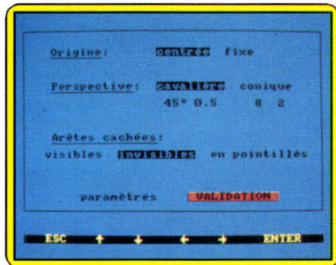 Origine: centrée fixe
Perspective: cavalière conique
45° 0.5 8 2
Arêtes cachées:
visibles invisibles en pointillés
paramètres VALIDATION
ESC ↑ ↓ ← → ENTER